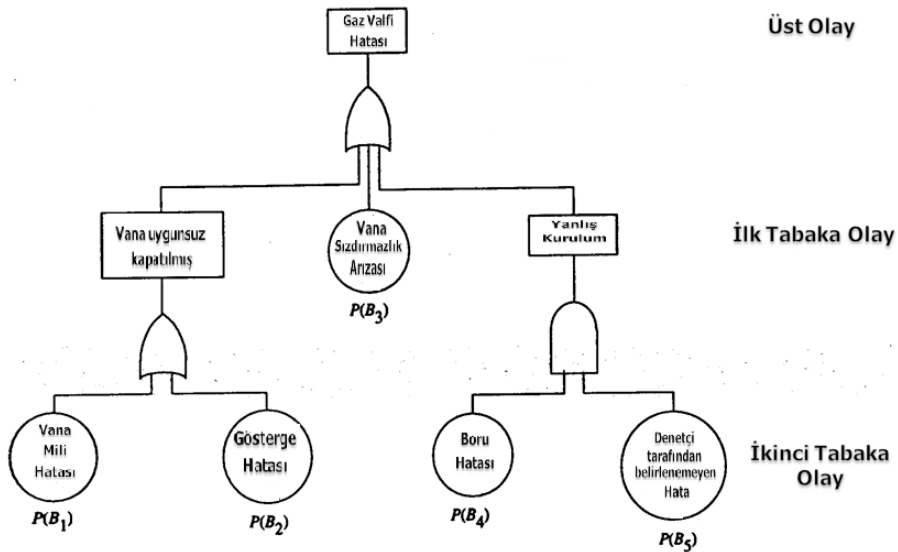 Gaz Valfi
Hatası
Üst Olay
Vana uygunsuz
kapatılmış
Vana
Sızdırmazlık
Arızası
P(B3)
Yanlış
Kurulum
İlk Tabaka Olay
Vana
Mili
Hatası
P(B1)
Gösterge
Hatası
P(B2)
Boru
Hatası
P(B4)
Denetçi
tarafından
belirlenemeyen
Hata
P(B5)
İkinci Tabaka
Olay